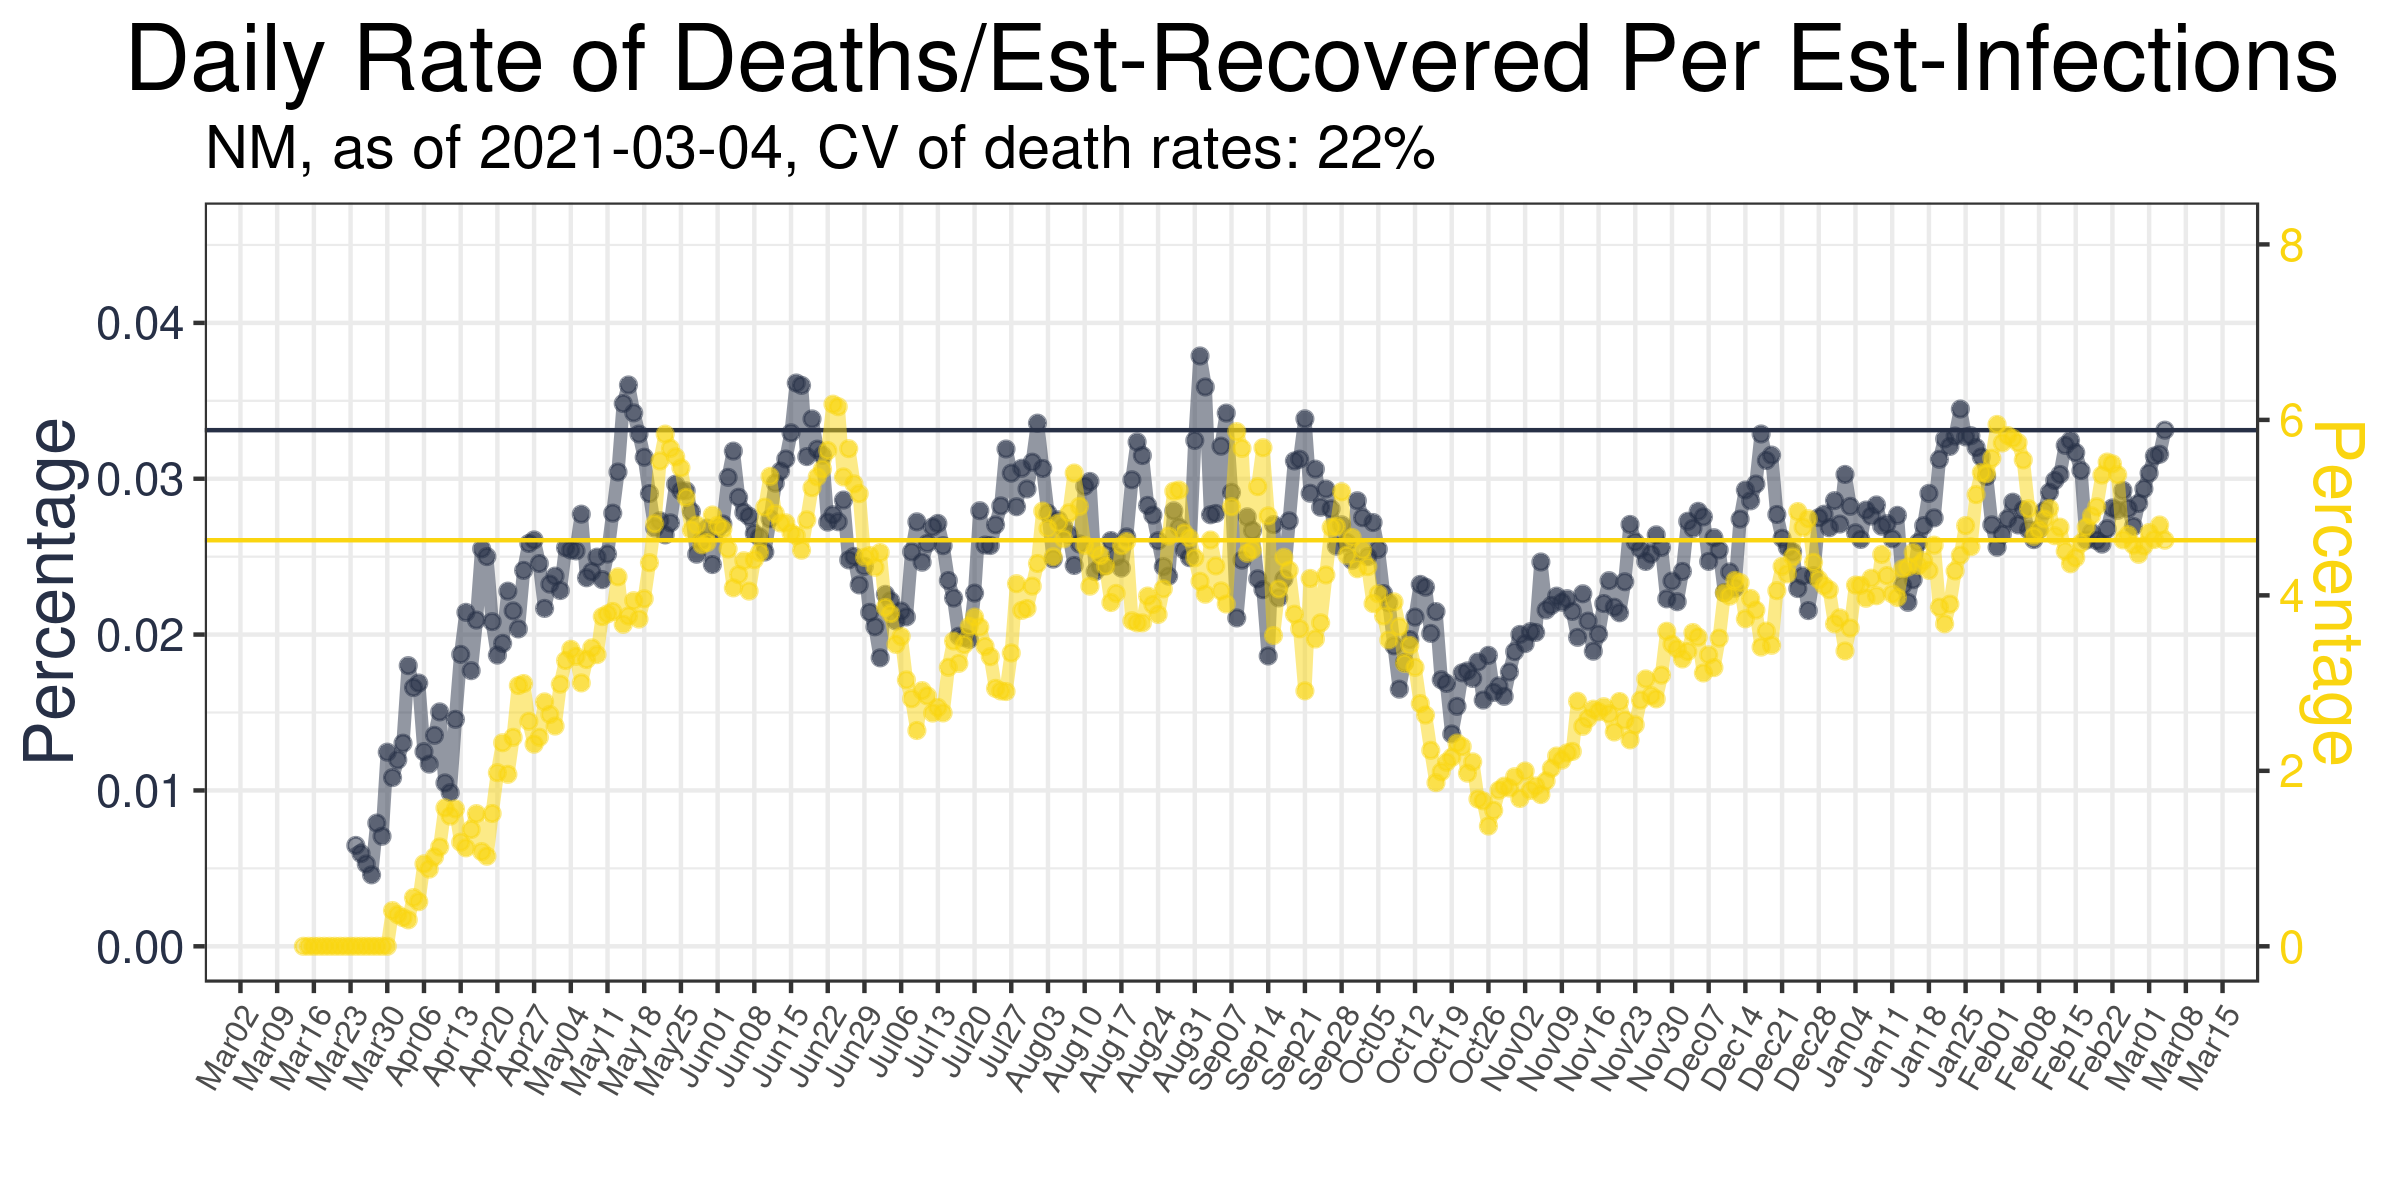 Daily Rate of Deaths/Est-Recovered Per Est-Infections
NM, as of 2021-03-04, CV of death rates: 22%
Percentage
0.04
0.03
0.02
0.01
0.00
8
6
4
2
0
Percentage
Mar02
Mar09
Mar16
Mar23
Mar30
Apr06
Apr13
Apr20
Apr27
May04
May11
May18
May25
Jun01
Jun08
Jun15
Jun22
Jun29
Jul06
Jul13
Jul20
Jul27
Aug03
Aug10
Aug17
Aug24
Aug31
Sep07
Sep14
Sep21
Sep28
Oct05
Oct12
Oct19
Oct26
Nov02
Nov09
Nov16
Nov23
Nov30
Dec07
Dec14
Dec21
Dec28
Jan04
Jan11
Jan18
Jan25
Feb01
Feb08
Feb15
Feb22
Mar01
Mar08
Mar15